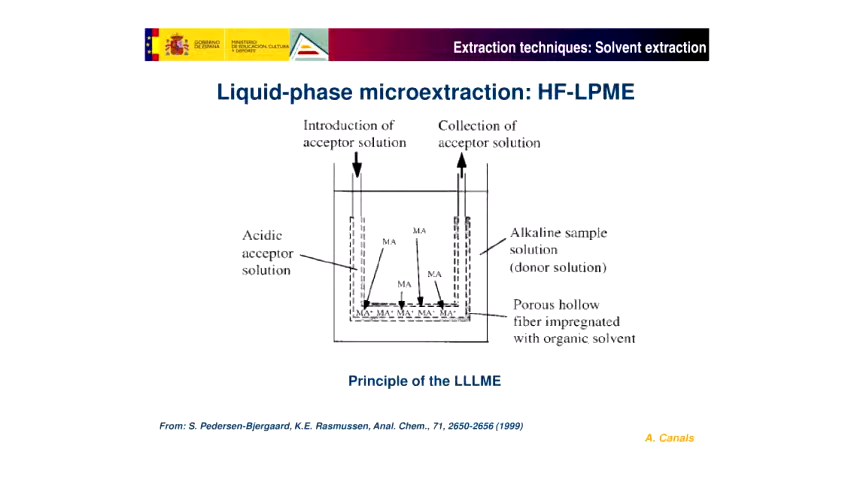 GOBIERNO
DE ESPAÑA
MINISTERIO
DE EDUCACIÓN, CULTURA
Y DEPORTE
Extraction techniques: Solvent extraction
Liquid-phase microextraction: HF-LPME
Introduction of
acceptor solution
Collection of
acceptor solution
Acidic
acceptor
solution
MA
MA
MA
MA
MA⁺ MA⁺ MA⁺ MA⁺ MA⁺
Alkaline sample
solution
(donor solution)
Porous hollow
fiber impregnated
with organic solvent
Principle of the LLLME
From: S. Pedersen-Bjergaard, K.E. Rasmussen, Anal. Chem., 71, 2650-2656 (1999)
A. Canals